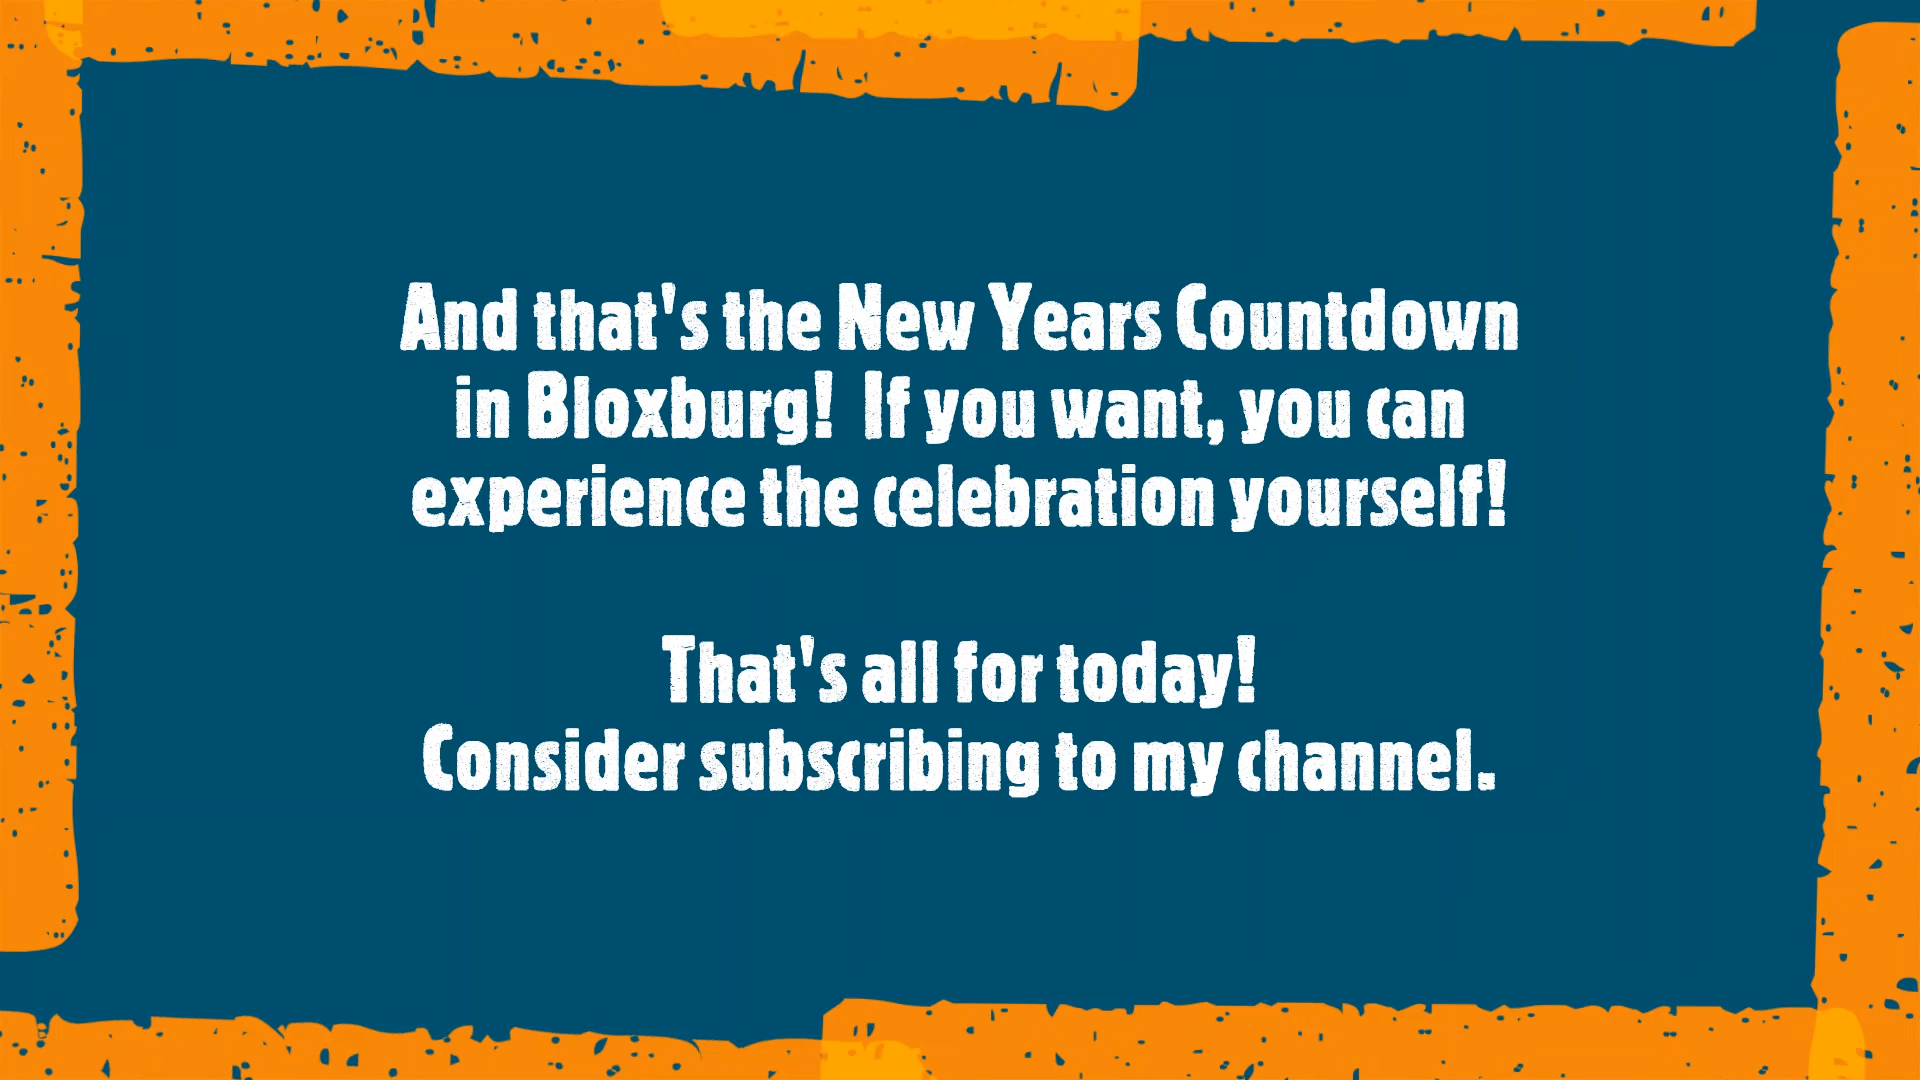 And that's the New Years Countdown
in Bloxburg!  If you want, you can
experience the celebration yourself!
That's all for today!
Consider subscribing to my channel.